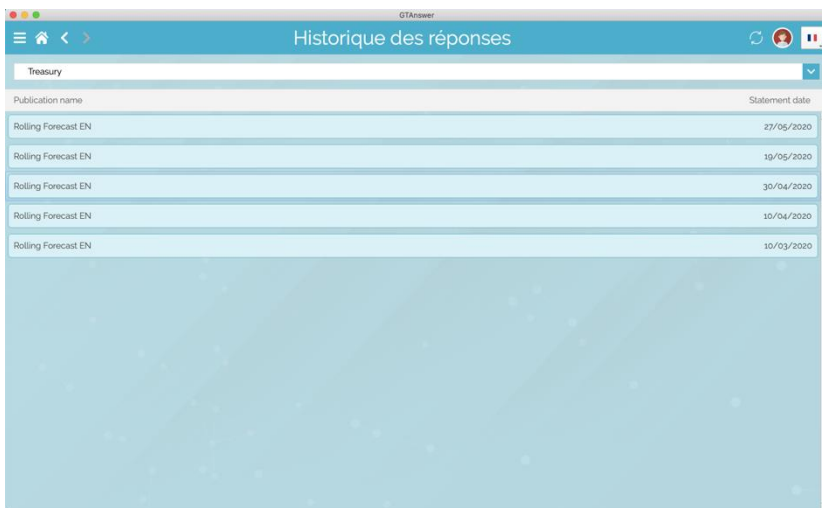 GTAnswer
Historique des réponses
Treasury
Publication name Statement date
Rolling Forecast EN 27/05/2020
Rolling Forecast EN 19/05/2020
Rolling Forecast EN 30/04/2020
Rolling Forecast EN 10/04/2020
Rolling Forecast EN 10/03/2020